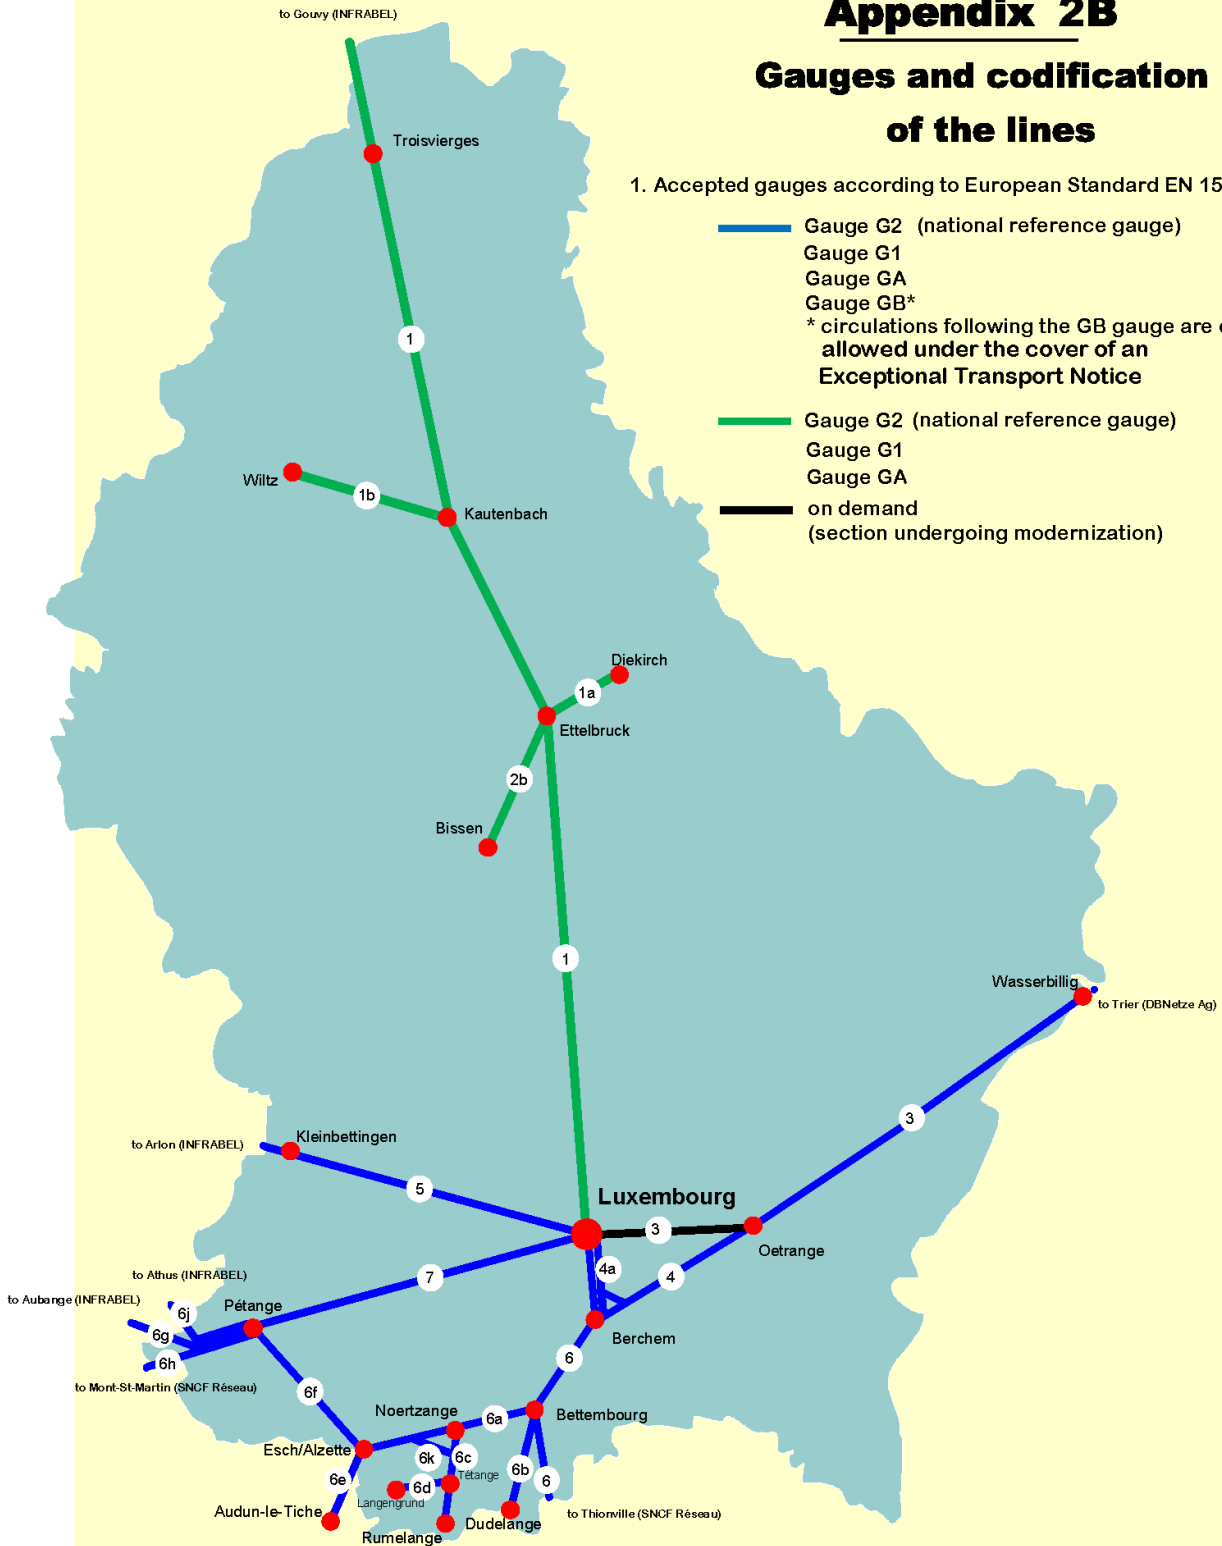 Appendix 2B
Gauges and codification
of the lines
1. Accepted gauges according to European Standard EN 15
Gauge G2 (national reference gauge)
Gauge G1
Gauge GA
Gauge GB*
* circulations following the GB gauge are
allowed under the cover of an
Exceptional Transport Notice
Gauge G2 (national reference gauge)
Gauge G1
Gauge GA
on demand
(section undergoing modernization)
to Gouvy (INFRABEL)
Troisvierges
1
Wiltz
1b
Kautenbach
Diekirch
1a
Ettelbruck
2b
Bissen
1
Wasserbillig
to Trier (DBNetze Ag)
3
Kleinbettingen
to Arlon (INFRABEL)
5
Luxembourg
3
Oetrange
4a
4
7
to Athus (INFRABEL)
to Aubange (INFRABEL)
Pétange
6j
6g
6h
to Mont-St-Martin (SNCF Réseau)
Berchem
6
6f
Noertzange
6a
Bettembourg
Esch/Alzette
6k
6c
6b
6
6e
6d
Tétange
Langengrund
Audun-le-Tiche
Rumelange
Dudelange
to Thionville (SNCF Réseau)